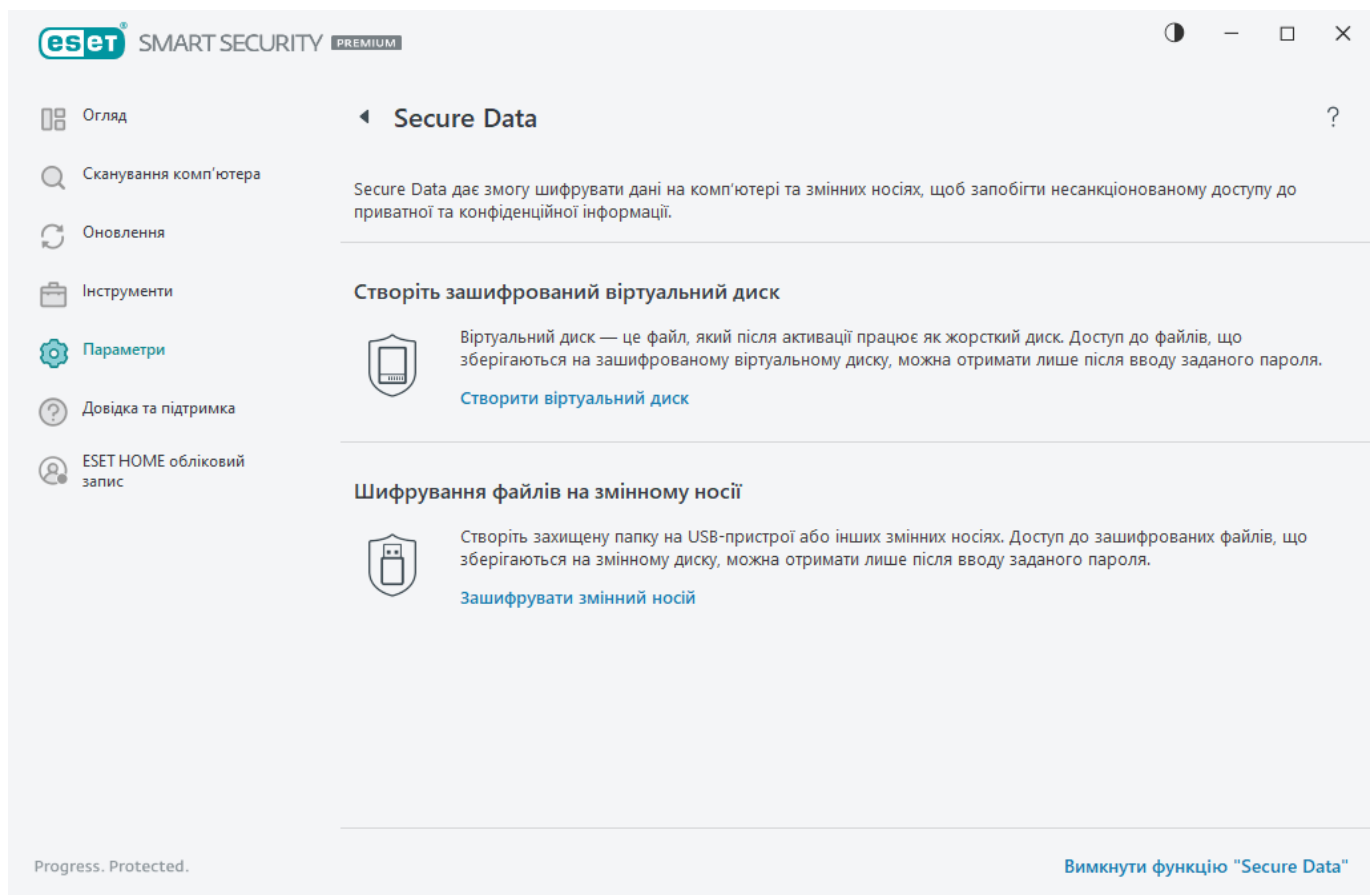 eset® SMART SECURITY PREMIUM
Огляд
Сканування комп'ютера
Оновлення
Інструменти
Параметри
Довідка та підтримка
ESET HOME обліковий
запис
Secure Data
?
Secure Data дає змогу шифрувати дані на комп'ютері та змінних носіях, щоб запобігти несанкціонованому доступу до
приватної та конфіденційної інформації.
Створіть зашифрований віртуальний диск
Віртуальний диск — це файл, який після активації працює як жорсткий диск. Доступ до файлів, що
зберігаються на зашифрованому віртуальному диску, можна отримати лише після вводу заданого пароля.
Створити віртуальний диск
Шифрування файлів на змінному носії
Створіть захищену папку на USB-пристрої або інших змінних носіях. Доступ до зашифрованих файлів, що
зберігаються на змінному диску, можна отримати лише після вводу заданого пароля.
Зашифрувати змінний носій
Progress. Protected.
Вимкнути функцію "Secure Data"